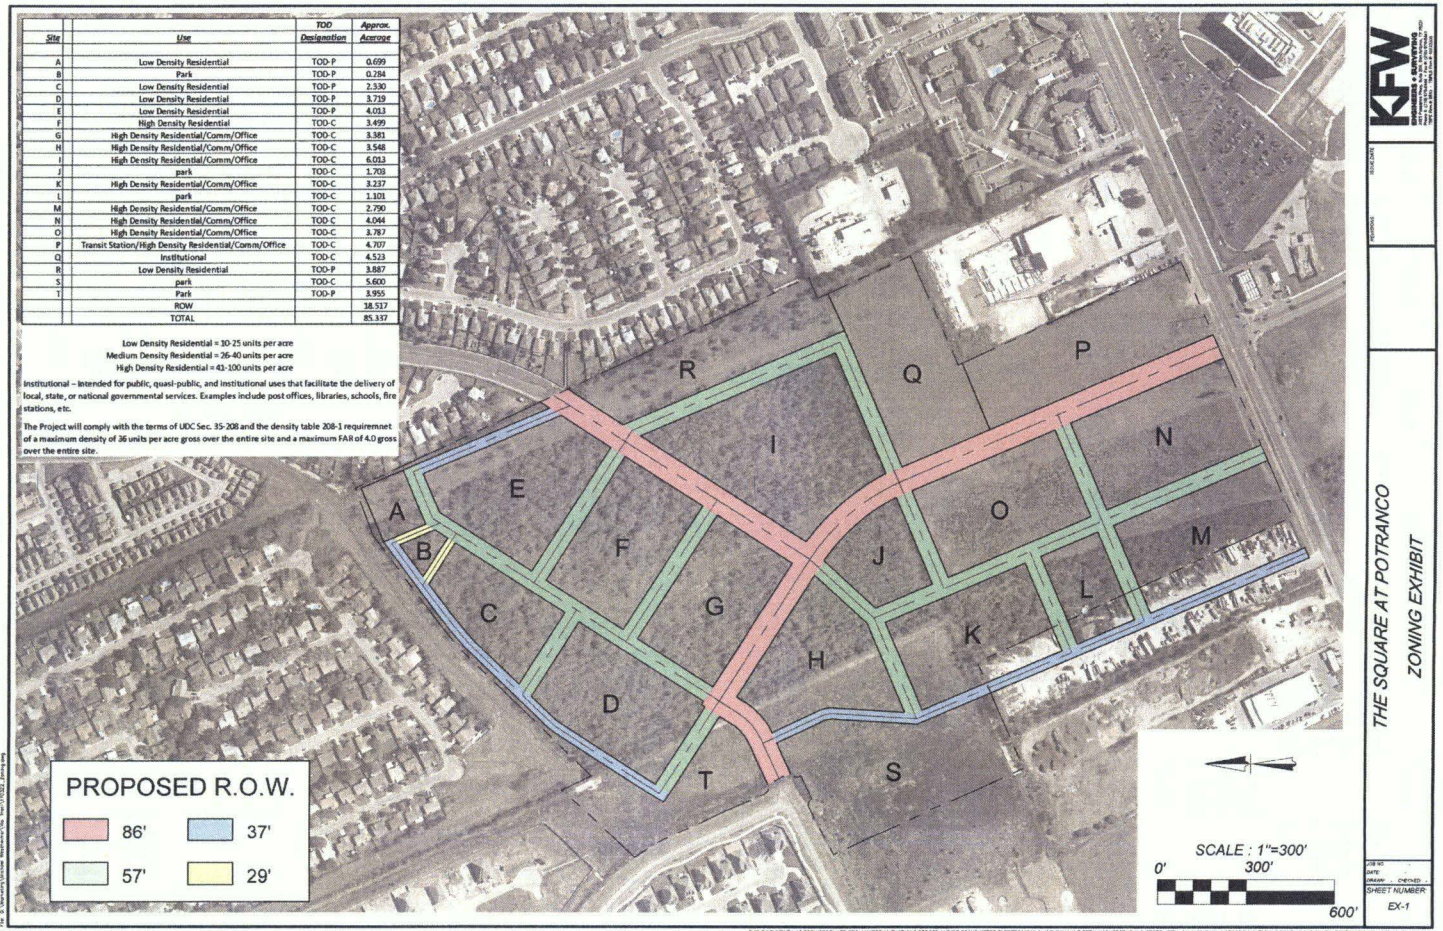 Site Use TOD Designation Approx. Acerage
A Low Density Residential TOD-P 0.699
B Park TOD-P 0.284
C Low Density Residential TOD-P 2.330
D Low Density Residential TOD-P 3.719
E Low Density Residential TOD-P 4.013
F High Density Residential TOD-C 3.499
G High Density Residential/Comm/Office TOD-C 3.381
H High Density Residential/Comm/Office TOD-C 3.548
I High Density Residential/Comm/Office TOD-C 6.013
J park TOD-C 1.703
K High Density Residential/Comm/Office TOD-C 3.237
L park TOD-C 1.101
M High Density Residential/Comm/Office TOD-C 2.790
N High Density Residential/Comm/Office TOD-C 4.044
O High Density Residential/Comm/Office TOD-C 3.787
P Transit Station/High Density Residential/Comm/Office TOD-C 4.707
Q Institutional TOD-C 4.523
R Low Density Residential TOD-P 3.887
S park TOD-C 5.600
T Park TOD-P 3.955
ROW 18.517
TOTAL 85.337
Low Density Residential = 10-25 units per acre
Medium Density Residential = 26-40 units per acre
High Density Residential = 41-100 units per acre
Institutional – Intended for public, quasi-public, and institutional uses that facilitate the delivery of
local, state, or national governmental services. Examples include post offices, libraries, schools, fire
stations, etc.
The Project will comply with the terms of UDC Sec. 35-208 and the density table 208-1 requiremnet
of a maximum density of 36 units per acre gross over the entire site and a maximum FAR of 4.0 gross
over the entire site.
R
Q
P
I
N
E
O
A
F
M
B
J
L
C
G
K
H
D
S
T
PROPOSED R.O.W.
86' 37'
57' 29'
SCALE : 1"=300'
0' 300'
600'
KFW
ENGINEERS + SURVEYING
ISSUE DATE
REVISIONS
THE SQUARE AT POTRANCO
ZONING EXHIBIT
JOB NO.
DATE:
DRAWN: CHECKED:
SHEET NUMBER:
EX-1